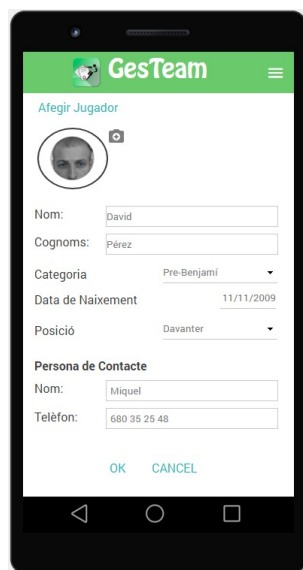 GesTeam
Afegir Jugador
Nom: David
Cognoms: Pérez
Categoria Pre-Benjamí
Data de Naixement 11/11/2009
Posició Davanter
Persona de Contacte
Nom: Miquel
Telèfon: 680 35 25 48
OK CANCEL